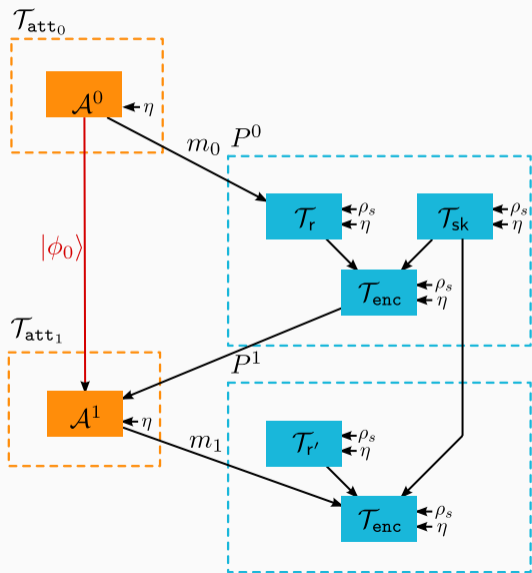 𝒯att₀
𝒜⁰
η
m₀
P⁰
𝒯r
ρₛ
η
𝒯sk
ρₛ
η
|ϕ₀⟩
𝒯enc
ρₛ
η
𝒯att₁
P¹
𝒜¹
η
m₁
𝒯r′
ρₛ
η
𝒯enc
ρₛ
η